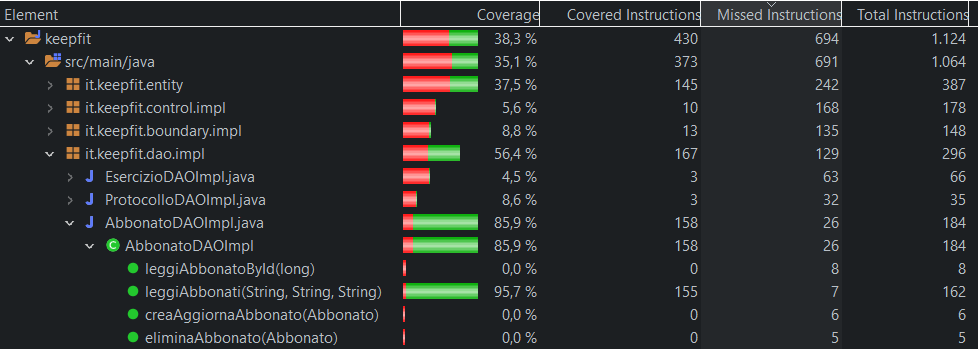 Element Coverage Covered Instructions Missed Instructions Total Instructions
keepfit 38,3 % 430 694 1.124
src/main/java 35,1 % 373 691 1.064
it.keepfit.entity 37,5 % 145 242 387
it.keepfit.control.impl 5,6 % 10 168 178
it.keepfit.boundary.impl 8,8 % 13 135 148
it.keepfit.dao.impl 56,4 % 167 129 296
EsercizioDAOImpl.java 4,5 % 3 63 66
ProtocolloDAOImpl.java 8,6 % 3 32 35
AbbonatoDAOImpl.java 85,9 % 158 26 184
AbbonatoDAOImpl 85,9 % 158 26 184
leggiAbbonatoById(long) 0,0 % 0 8 8
leggiAbbonati(String, String, String) 95,7 % 155 7 162
creaAggiornaAbbonato(Abbonato) 0,0 % 0 6 6
eliminaAbbonato(Abbonato) 0,0 % 0 5 5